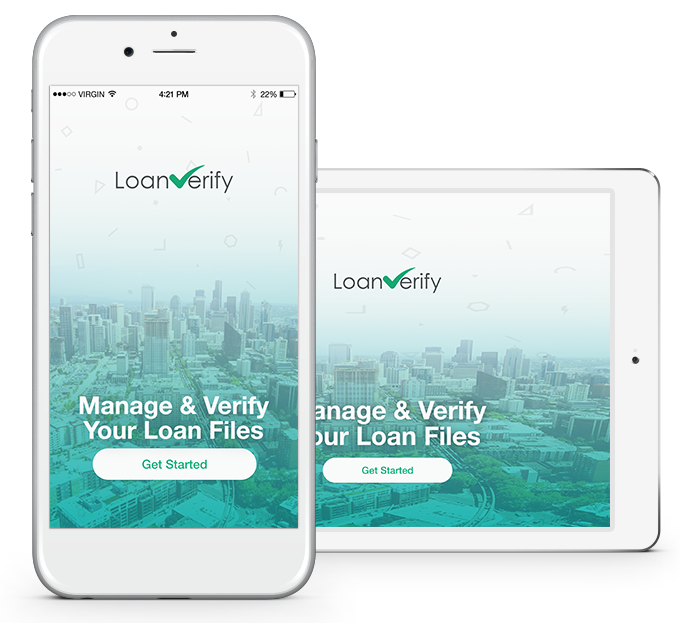 ●●●○○ VIRGIN 4:21 PM 22%
LoanVerify
Manage & Verify
Your Loan Files
Get Started
LoanVerify
anage & Verify
our Loan Files
Get Started